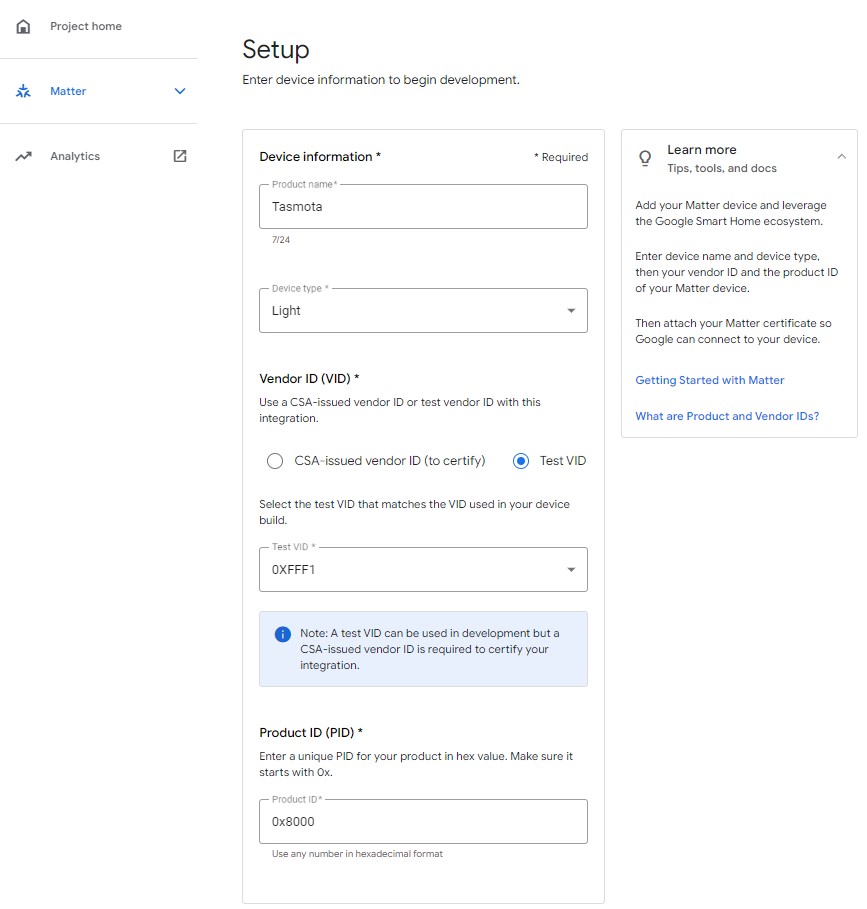 Project home
Matter
Analytics
Setup
Enter device information to begin development.
Device information *
* Required
Product name*
Tasmota
7/24
Device type *
Light
Vendor ID (VID) *
Use a CSA-issued vendor ID or test vendor ID with this
integration.
CSA-issued vendor ID (to certify)
Test VID
Select the test VID that matches the VID used in your device
build.
Test VID *
0XFFF1
Note: A test VID can be used in development but a
CSA-issued vendor ID is required to certify your
integration.
Product ID (PID) *
Enter a unique PID for your product in hex value. Make sure it
starts with 0x.
Product ID*
0x8000
Use any number in hexadecimal format
Learn more
Tips, tools, and docs
Add your Matter device and leverage
the Google Smart Home ecosystem.
Enter device name and device type,
then your vendor ID and the product ID
of your Matter device.
Then attach your Matter certificate so
Google can connect to your device.
Getting Started with Matter
What are Product and Vendor IDs?